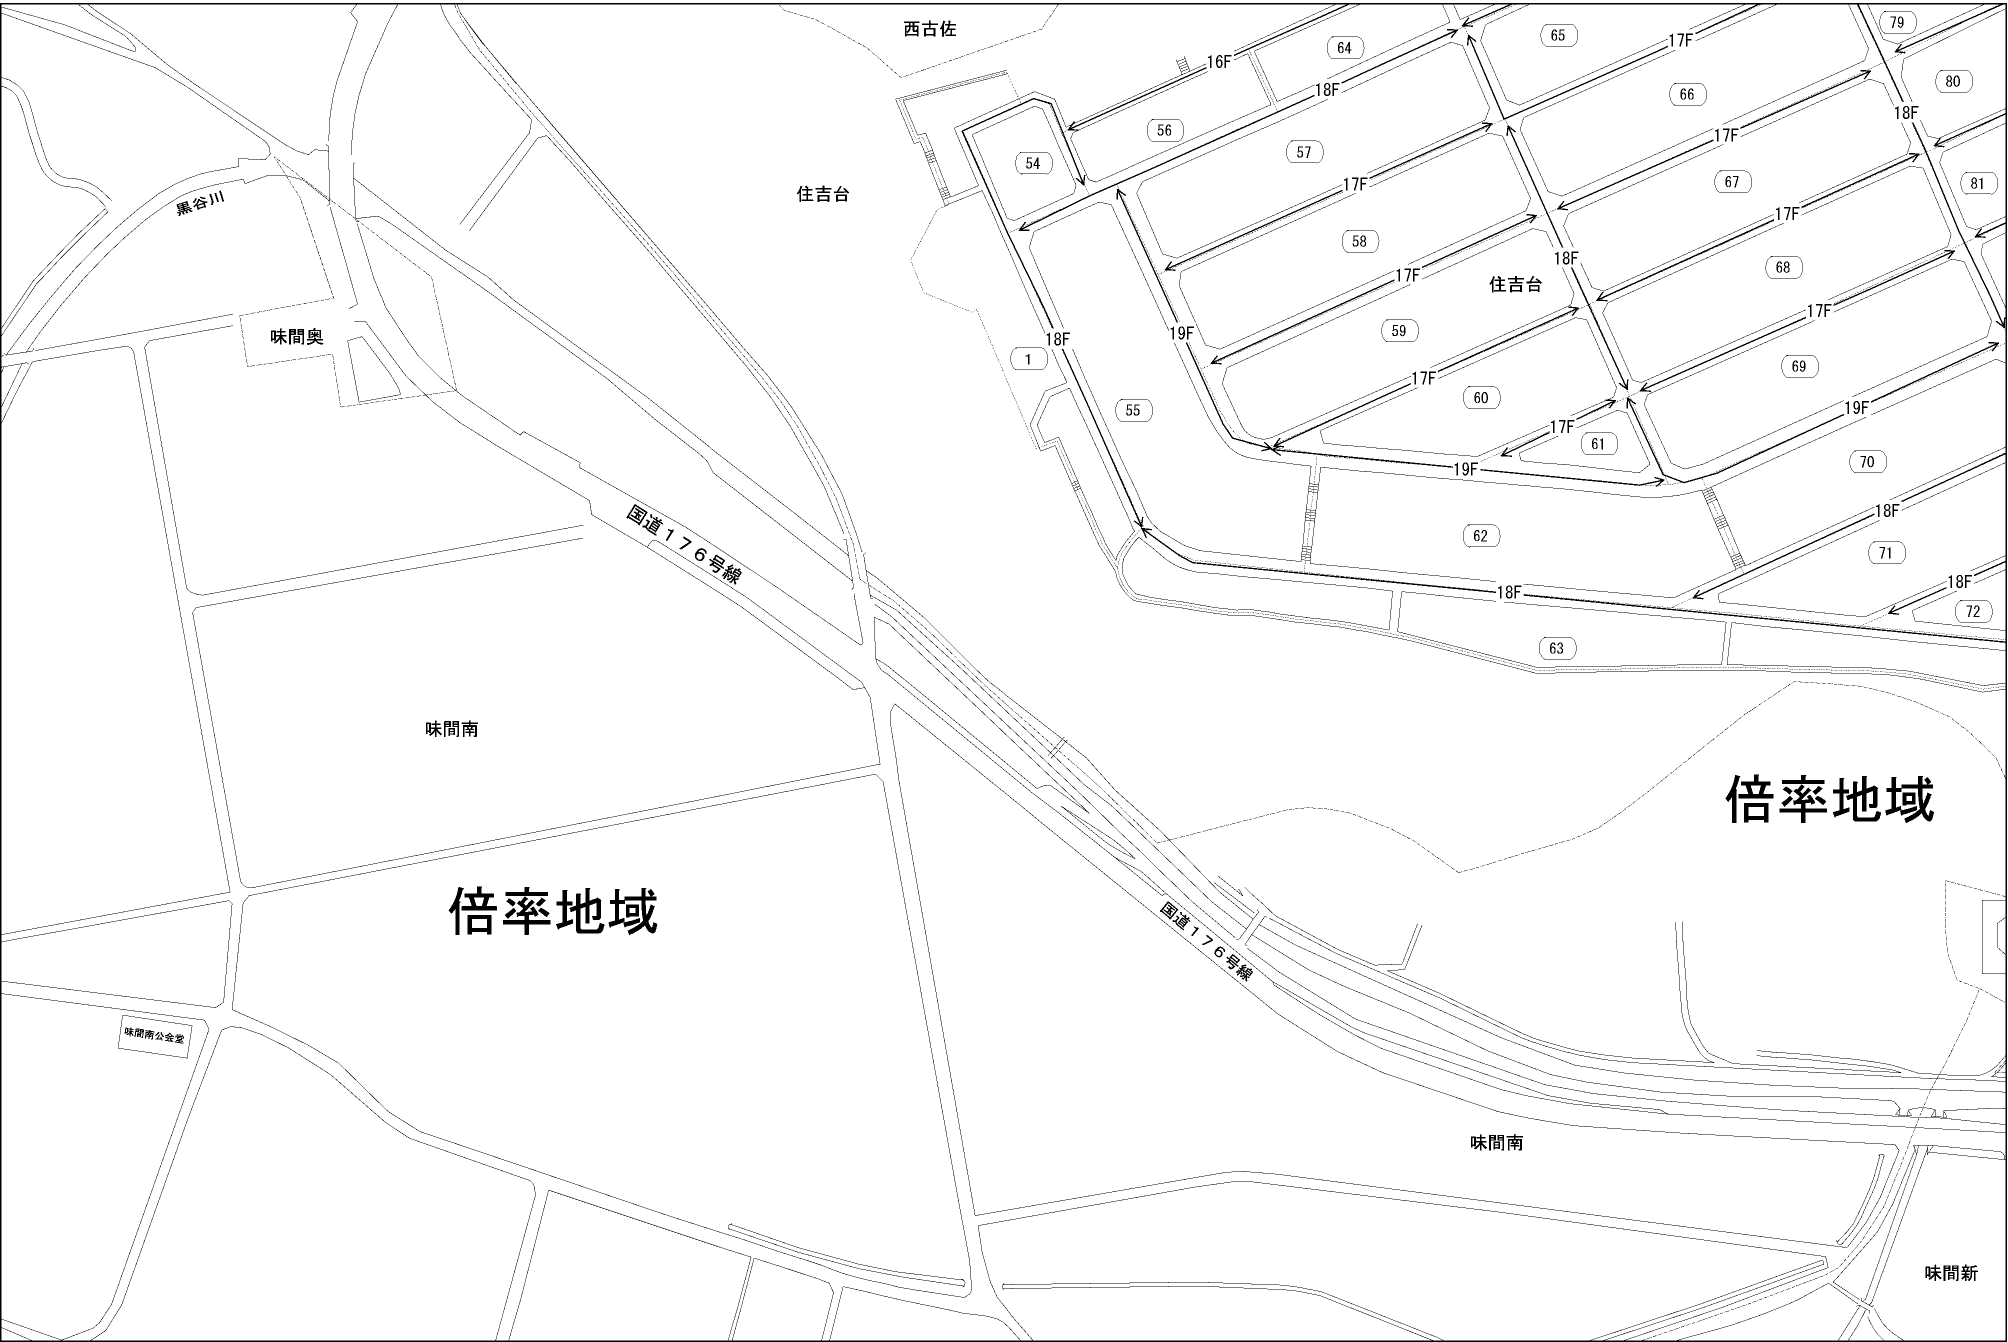 西古佐
64
65
17F
79
16F
80
18F
66
18F
56
57
17F
54
81
17F
67
住吉台
黒谷川
58
17F
68
18F
17F
住吉台
17F
59
19F
味間奥
18F
1
69
17F
60
55
19F
17F
61
70
19F
国道１７６号線
62
18F
71
18F
18F
72
63
味間南
倍率地域
倍率地域
国道１７６号線
味間南公会堂
味間南
味間新